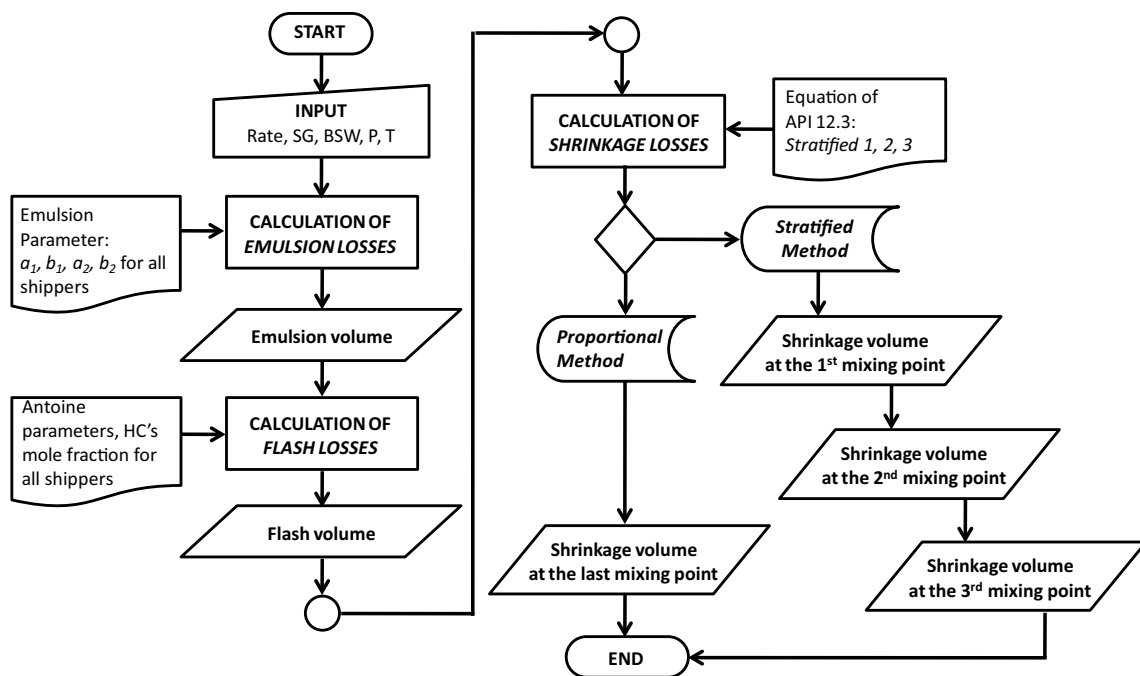 START
INPUT
Rate, SG, BSW, P, T
Emulsion
Parameter:
a₁, b₁, a₂, b₂ for all
shippers
CALCULATION OF
EMULSION LOSSES
Emulsion volume
Antoine
parameters, HC's
mole fraction for
all shippers
CALCULATION OF
FLASH LOSSES
Flash volume
CALCULATION OF
SHRINKAGE LOSSES
Equation of
API 12.3:
Stratified 1, 2, 3
Stratified
Method
Proportional
Method
Shrinkage volume
at the 1st mixing point
Shrinkage volume
at the 2nd mixing point
Shrinkage volume
at the 3rd mixing point
Shrinkage volume
at the last mixing point
END